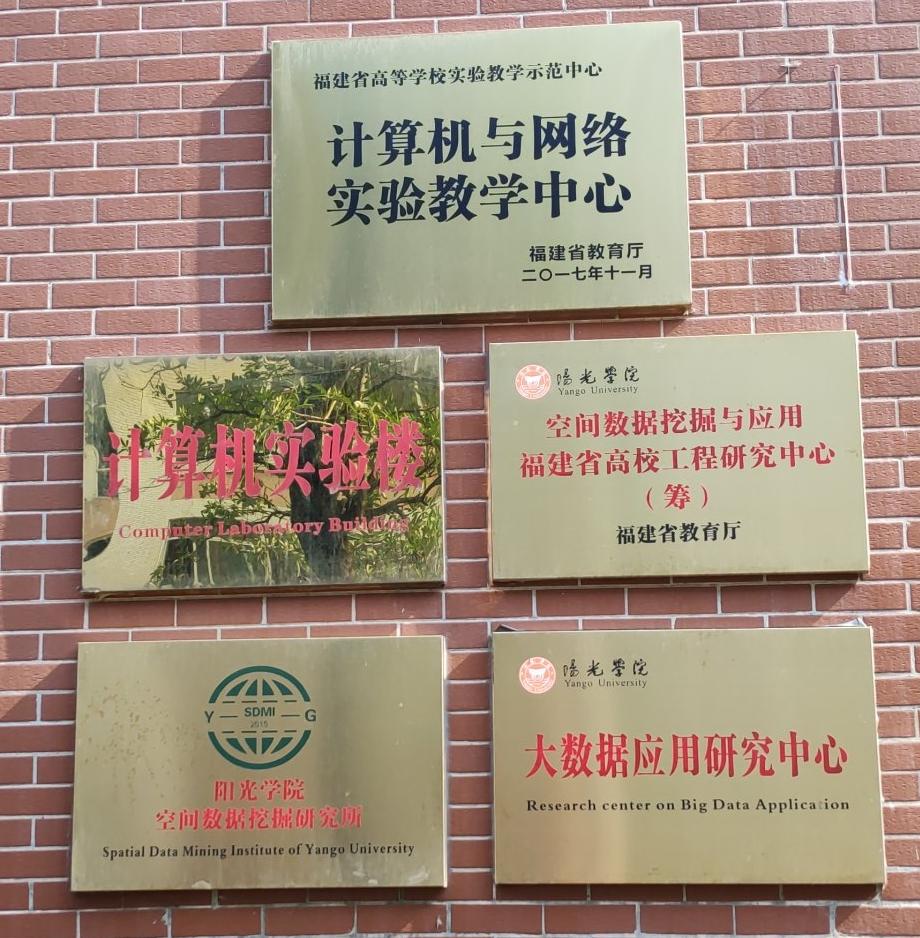 福建省高等学校实验教学示范中心
计算机与网络
实验教学中心
福建省教育厅
二〇一七年十一月
计算机实验楼
Computer Laboratory Building
陽光學院
Yango University
空间数据挖掘与应用
福建省高校工程研究中心
（筹）
福建省教育厅
Y — SDMI — G
2015
阳光学院
空间数据挖掘研究所
Spatial Data Mining Institute of Yango University
陽光學院
Yango University
大数据应用研究中心
Research center on Big Data Application